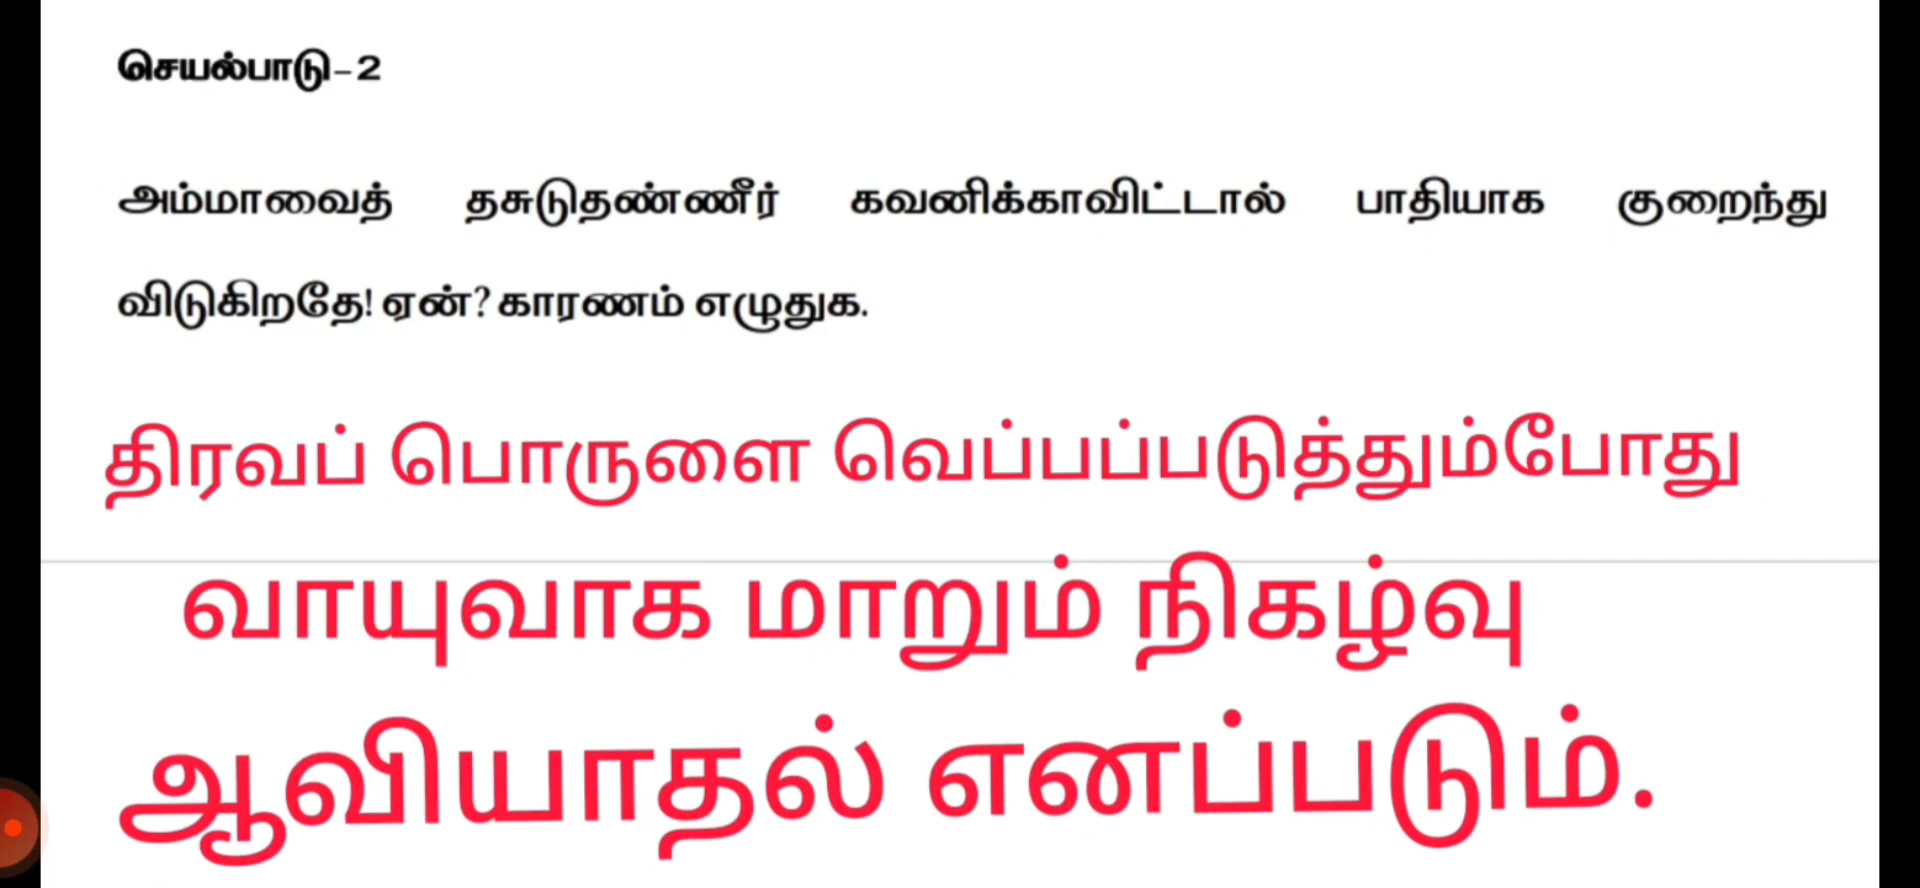 செயல்பாடு-2
அம்மாவைத் தசுடுதண்ணீர் கவனிக்காவிட்டால் பாதியாக குறைந்து
விடுகிறதே! ஏன்? காரணம் எழுதுக.
திரவப் பொருளை வெப்பப்படுத்தும்போது
வாயுவாக மாறும் நிகழ்வு
ஆவியாதல் எனப்படும்.